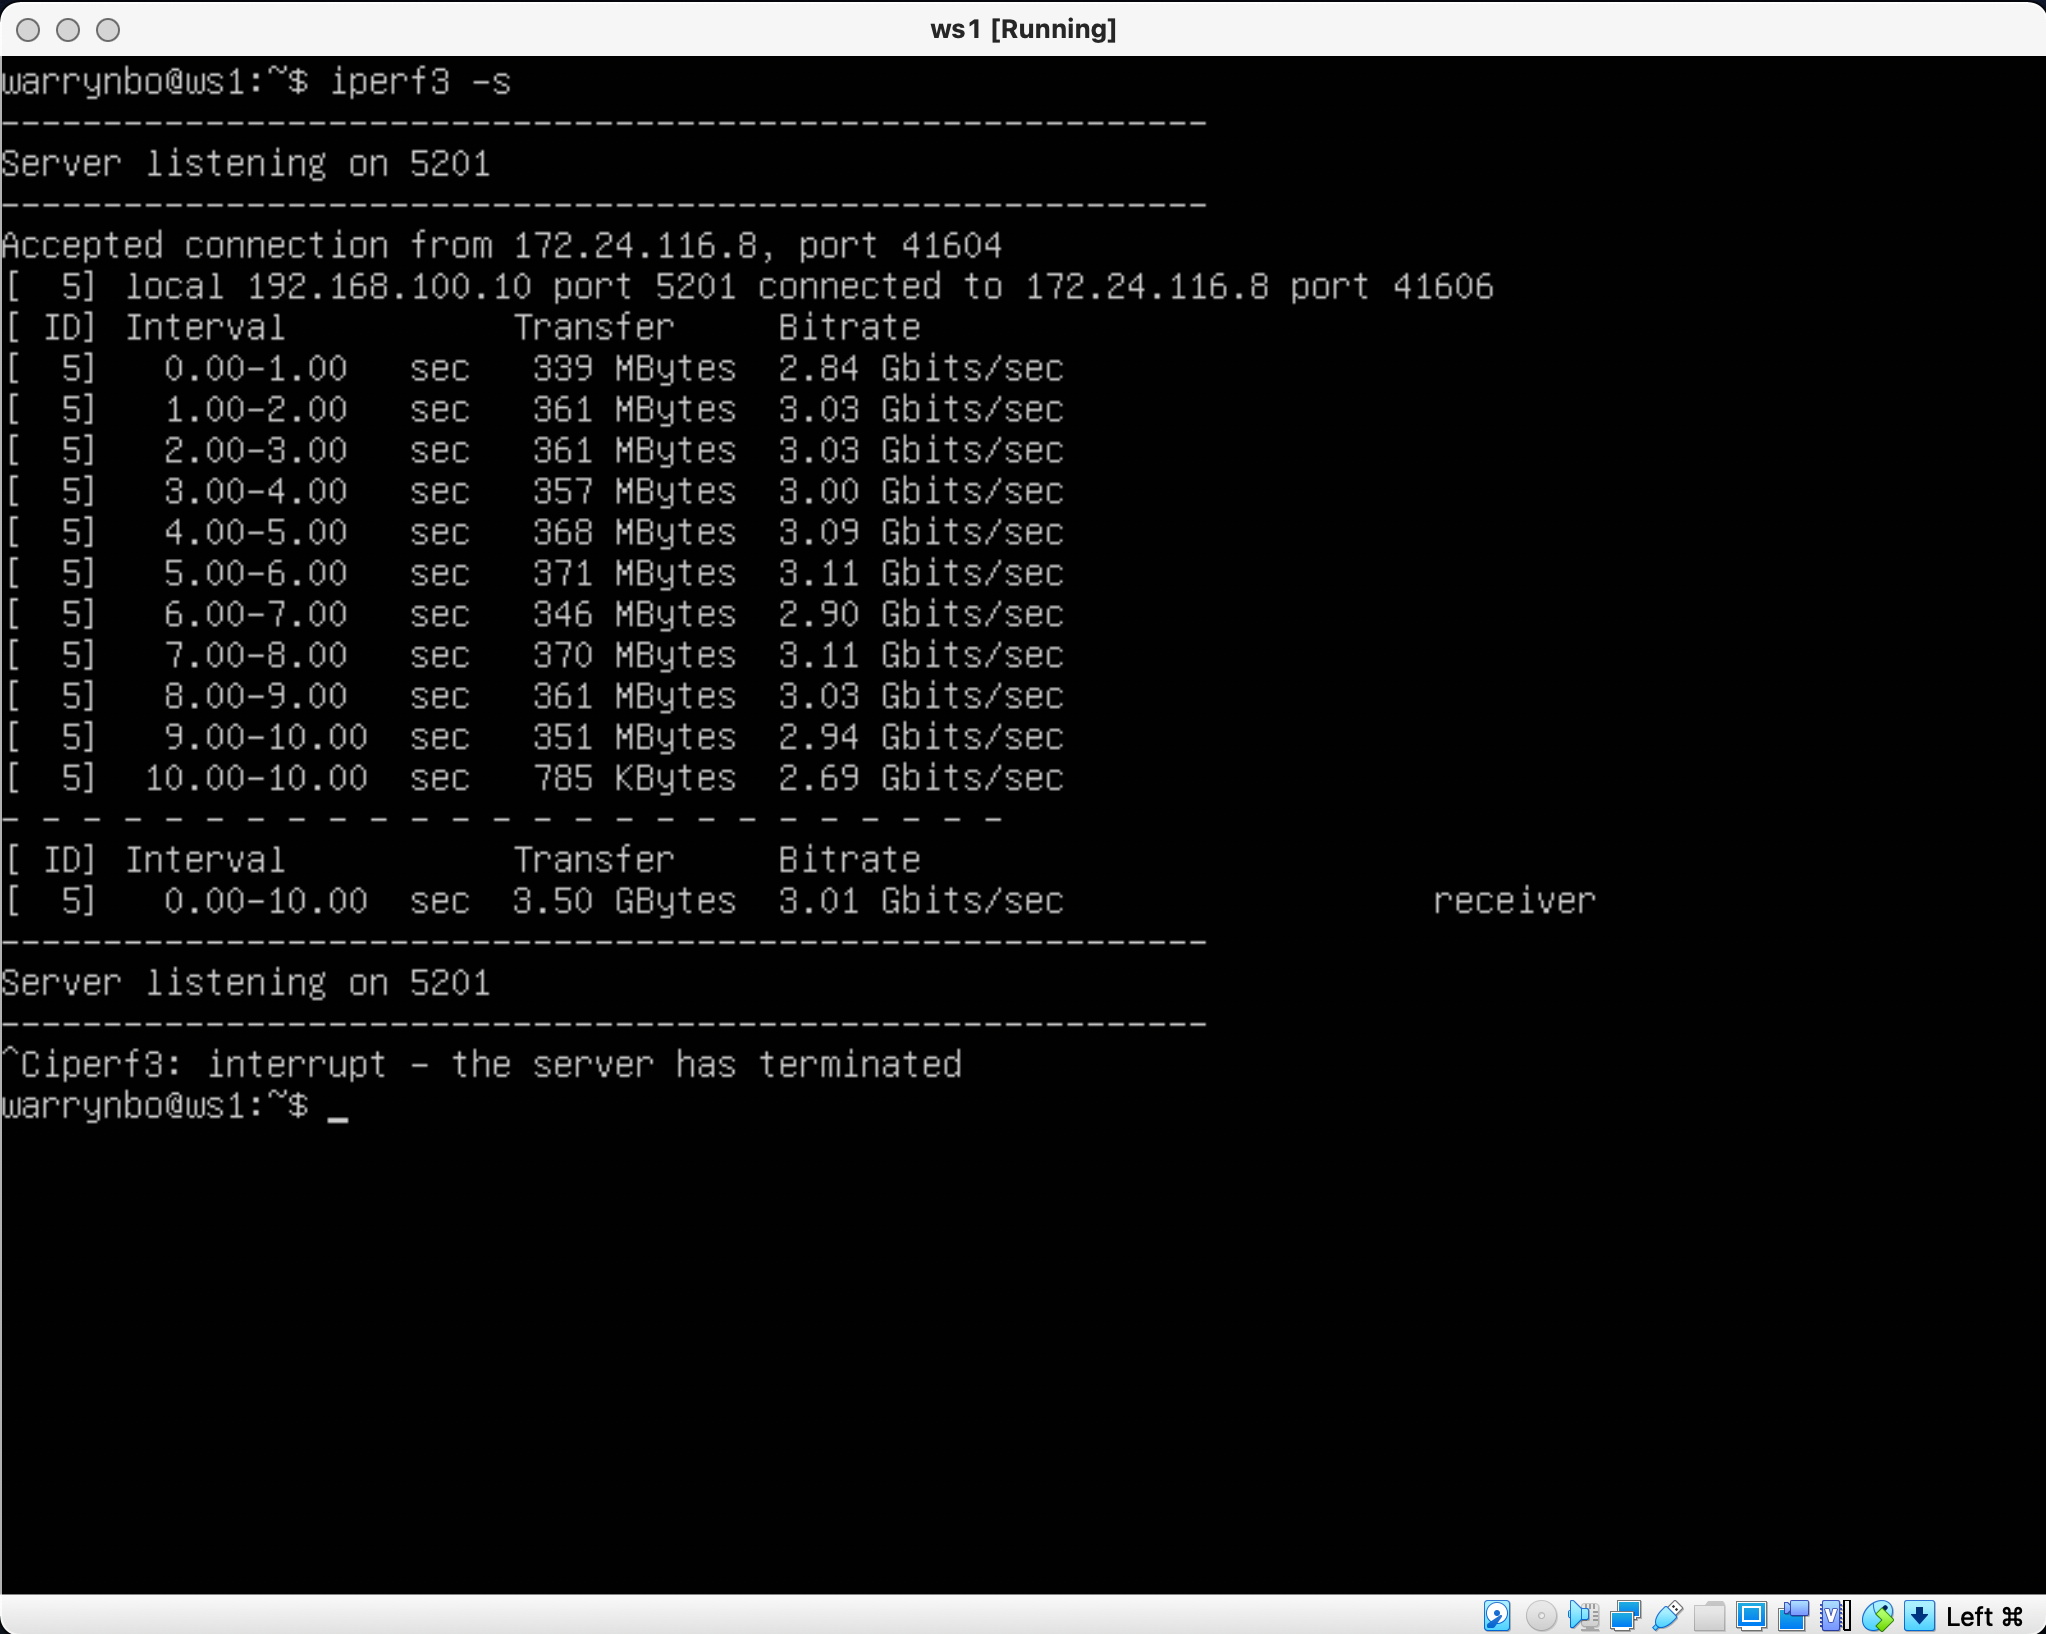 ws1 [Running]
warrynbo@ws1:~$ iperf3 -s
-----------------------------------------------------------
Server listening on 5201
-----------------------------------------------------------
Accepted connection from 172.24.116.8, port 41604
[  5] local 192.168.100.10 port 5201 connected to 172.24.116.8 port 41606
[ ID] Interval           Transfer     Bitrate
[  5]   0.00-1.00   sec   339 MBytes  2.84 Gbits/sec
[  5]   1.00-2.00   sec   361 MBytes  3.03 Gbits/sec
[  5]   2.00-3.00   sec   361 MBytes  3.03 Gbits/sec
[  5]   3.00-4.00   sec   357 MBytes  3.00 Gbits/sec
[  5]   4.00-5.00   sec   368 MBytes  3.09 Gbits/sec
[  5]   5.00-6.00   sec   371 MBytes  3.11 Gbits/sec
[  5]   6.00-7.00   sec   346 MBytes  2.90 Gbits/sec
[  5]   7.00-8.00   sec   370 MBytes  3.11 Gbits/sec
[  5]   8.00-9.00   sec   361 MBytes  3.03 Gbits/sec
[  5]   9.00-10.00  sec   351 MBytes  2.94 Gbits/sec
[  5]  10.00-10.00  sec   785 KBytes  2.69 Gbits/sec
- - - - - - - - - - - - - - - - - - - - - - - - -
[ ID] Interval           Transfer     Bitrate
[  5]   0.00-10.00  sec  3.50 GBytes  3.01 Gbits/sec                  receiver
-----------------------------------------------------------
Server listening on 5201
-----------------------------------------------------------
^Ciperf3: interrupt - the server has terminated
warrynbo@ws1:~$ _
Left ⌘